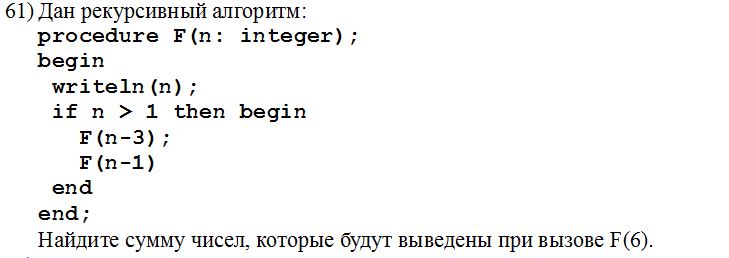 61) Дан рекурсивный алгоритм:
procedure F(n: integer);
begin
writeln(n);
if n > 1 then begin
F(n-3);
F(n-1)
end
end;
Найдите сумму чисел, которые будут выведены при вызове F(6).